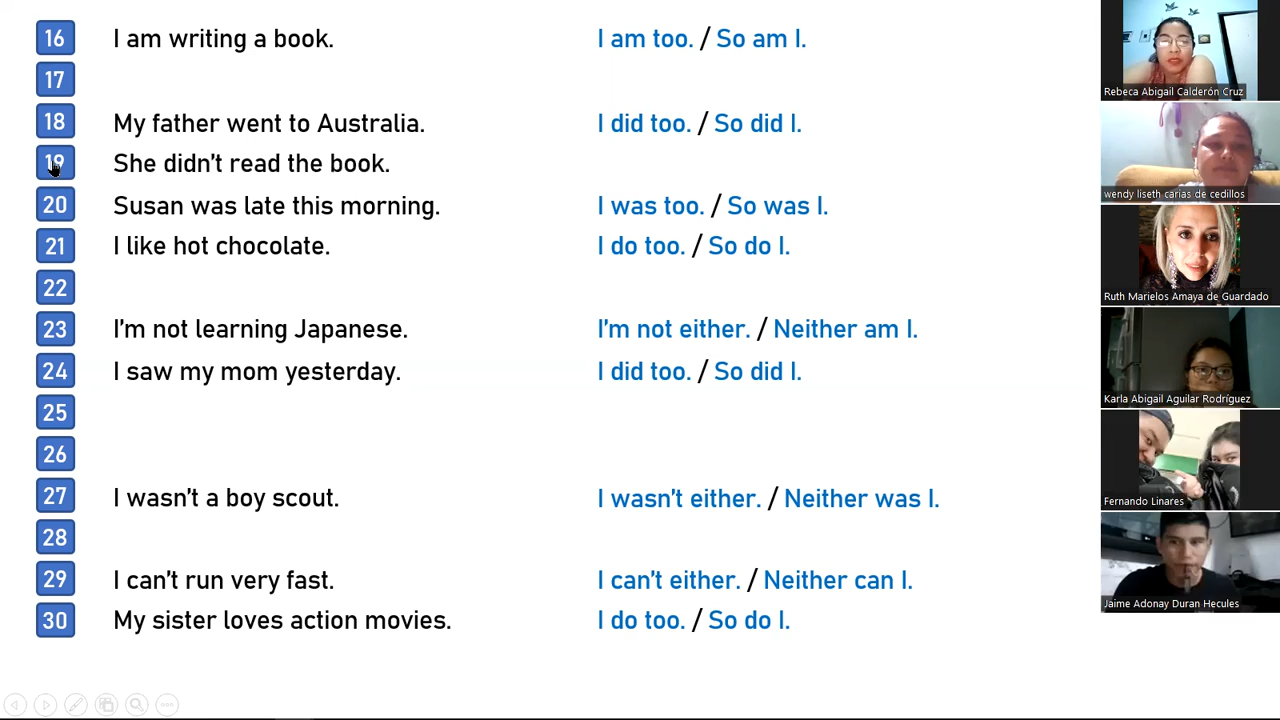 16 I am writing a book. I am too. / So am I.
17
18 My father went to Australia. I did too. / So did I.
19 She didn't read the book.
20 Susan was late this morning. I was too. / So was I.
21 I like hot chocolate. I do too. / So do I.
22
23 I'm not learning Japanese. I'm not either. / Neither am I.
24 I saw my mom yesterday. I did too. / So did I.
25
26
27 I wasn't a boy scout. I wasn't either. / Neither was I.
28
29 I can't run very fast. I can't either. / Neither can I.
30 My sister loves action movies. I do too. / So do I.
Rebeca Abigail Calderón Cruz
wendy liseth carias de cedillos
Ruth Marielos Amaya de Guardado
Karla Abigail Aguilar Rodríguez
Fernando Linares
Jaime Adonay Duran Hecules